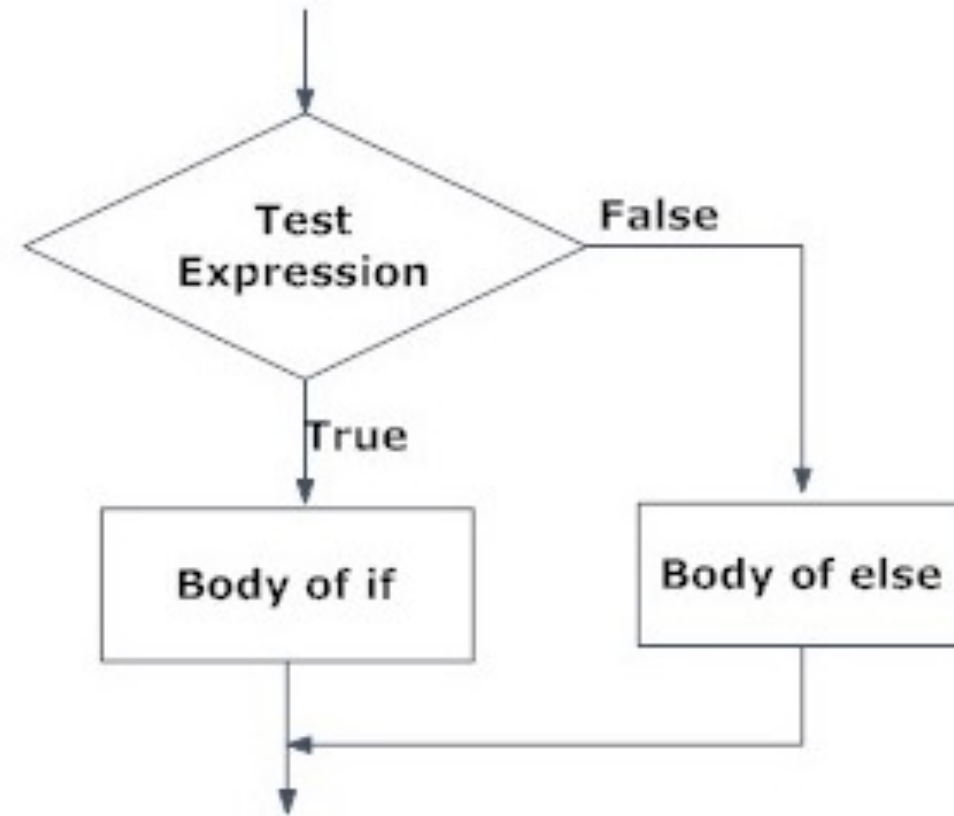 Test
Expression
False
True
Body of if
Body of else